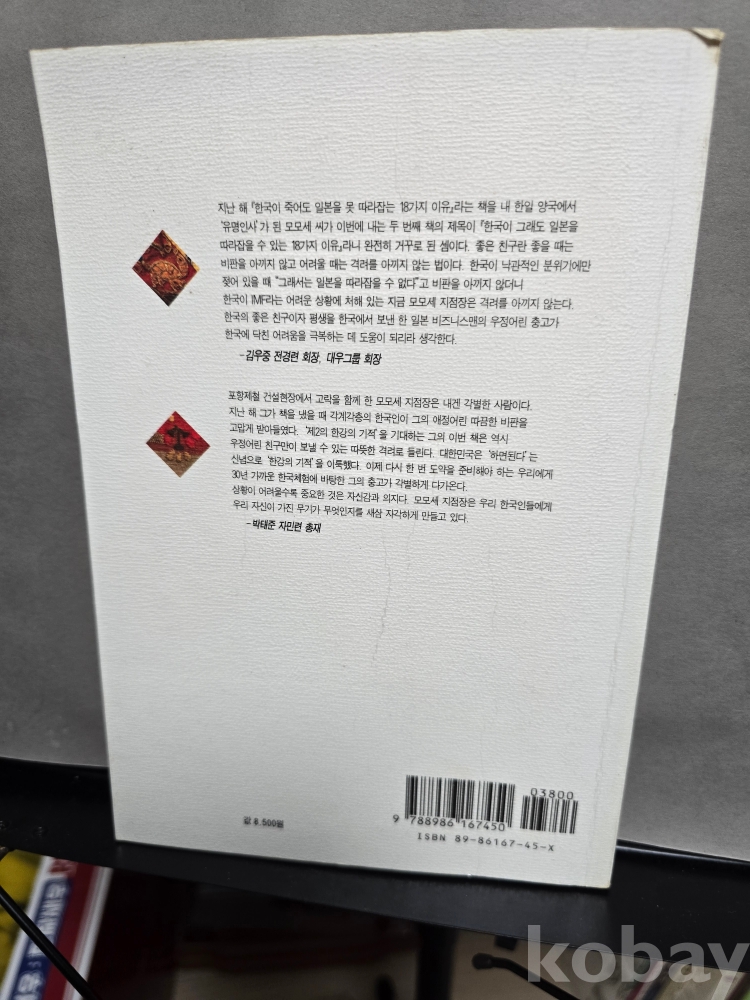 지난 해 『한국이 죽어도 일본을 못 따라잡는 18가지 이유』라는 책을 내 한일 양국에서
'유명인사'가 된 모모세 씨가 이번에 내는 두 번째 책의 제목이 『한국이 그래도 일본을
따라잡을 수 있는 18가지 이유』라니 완전히 거꾸로 된 셈이다. 좋은 친구란 좋을 때는
비판을 아끼지 않고 어려울 때는 격려를 아끼지 않는 법이다. 한국이 낙관적인 분위기에만
젖어 있을 때 "그래서는 일본을 따라잡을 수 없다"고 비판을 아끼지 않더니
한국이 IMF라는 어려운 상황에 처해 있는 지금 모모세 지점장은 격려를 아끼지 않는다.
한국의 좋은 친구이자 평생을 한국에서 보낸 한 일본 비즈니스맨의 우정어린 충고가
한국에 닥친 어려움을 극복하는 데 도움이 되리라 생각한다.
-김우중 전경련 회장, 대우그룹 회장
포항제철 건설현장에서 고락을 함께 한 모모세 지점장은 내겐 각별한 사람이다.
지난 해 그가 책을 냈을 때 각계각층의 한국인이 그의 애정어린 따끔한 비판을
고맙게 받아들였다. '제2의 한강의 기적'을 기대하는 그의 이번 책은 역시
우정어린 친구만이 보낼 수 있는 따뜻한 격려로 들린다. 대한민국은 '하면된다'는
신념으로 '한강의 기적'을 이룩했다. 이제 다시 한 번 도약을 준비해야 하는 우리에게
30년 가까운 한국체험에 바탕한 그의 충고가 각별하게 다가온다.
상황이 어려울수록 중요한 것은 자신감과 의지다. 모모세 지점장은 우리 한국인들에게
우리 자신이 가진 무기가 무엇인지를 새삼 자각하게 만들고 있다.
-박태준 자민련 총재
값 8,500원
03800
9 788986 167450
ISBN 89-86167-45-X
kobay